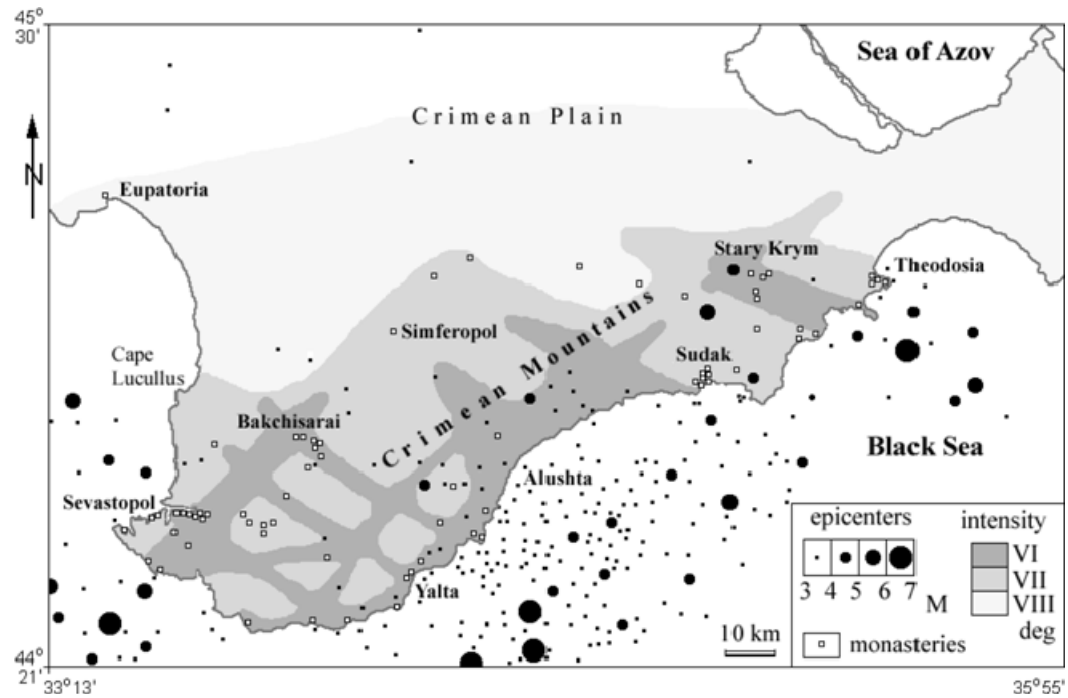 45°
30'
Sea of Azov
Crimean Plain
N
Eupatoria
Stary Krym
Theodosia
Simferopol
Crimean Mountains
Cape
Lucullus
Sudak
Bakchisarai
Black Sea
Alushta
Sevastopol
epicenters
intensity
VI
VII
VIII
deg
3 4 5 6 7
M
Yalta
10 km
monasteries
44°
21'
33°13'
35°55'